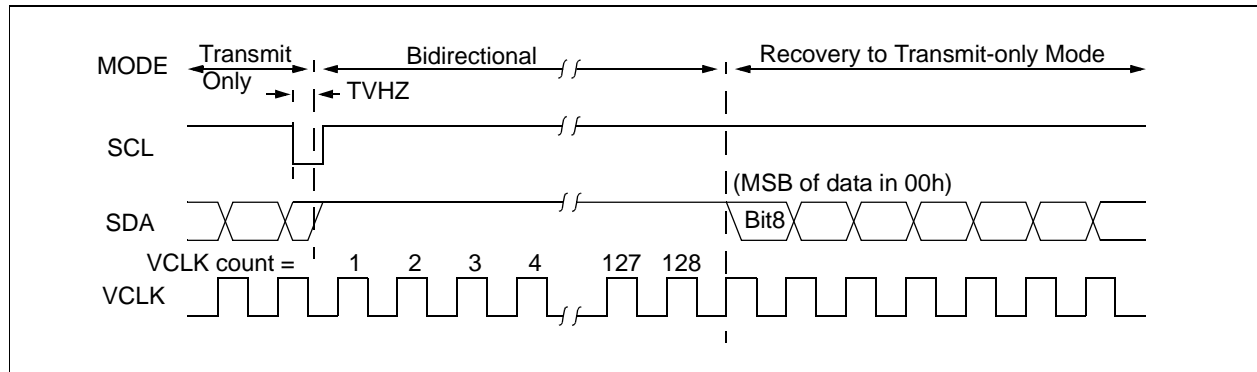 MODE Transmit Only Bidirectional Recovery to Transmit-only Mode
TVHZ
SCL
(MSB of data in 00h)
SDA Bit8
VCLK count = 1 2 3 4 127 128
VCLK